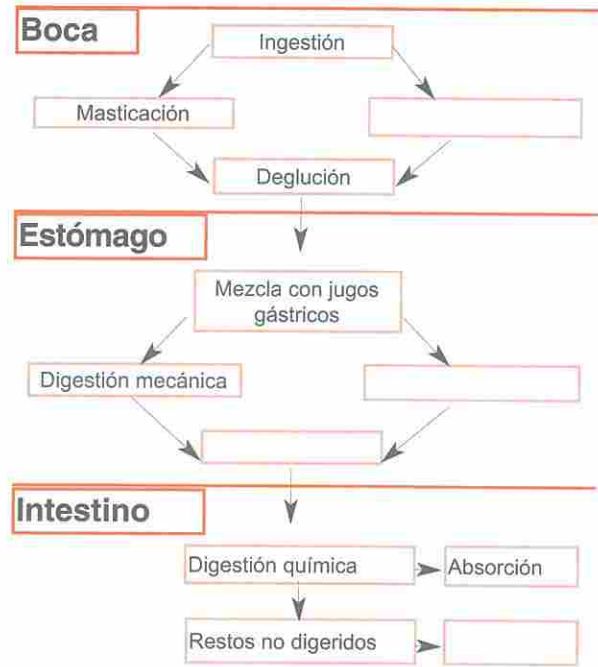 Boca
Ingestión
Masticación
Deglución
Estómago
Mezcla con jugos
gástricos
Digestión mecánica
Intestino
Digestión química
Absorción
Restos no digeridos